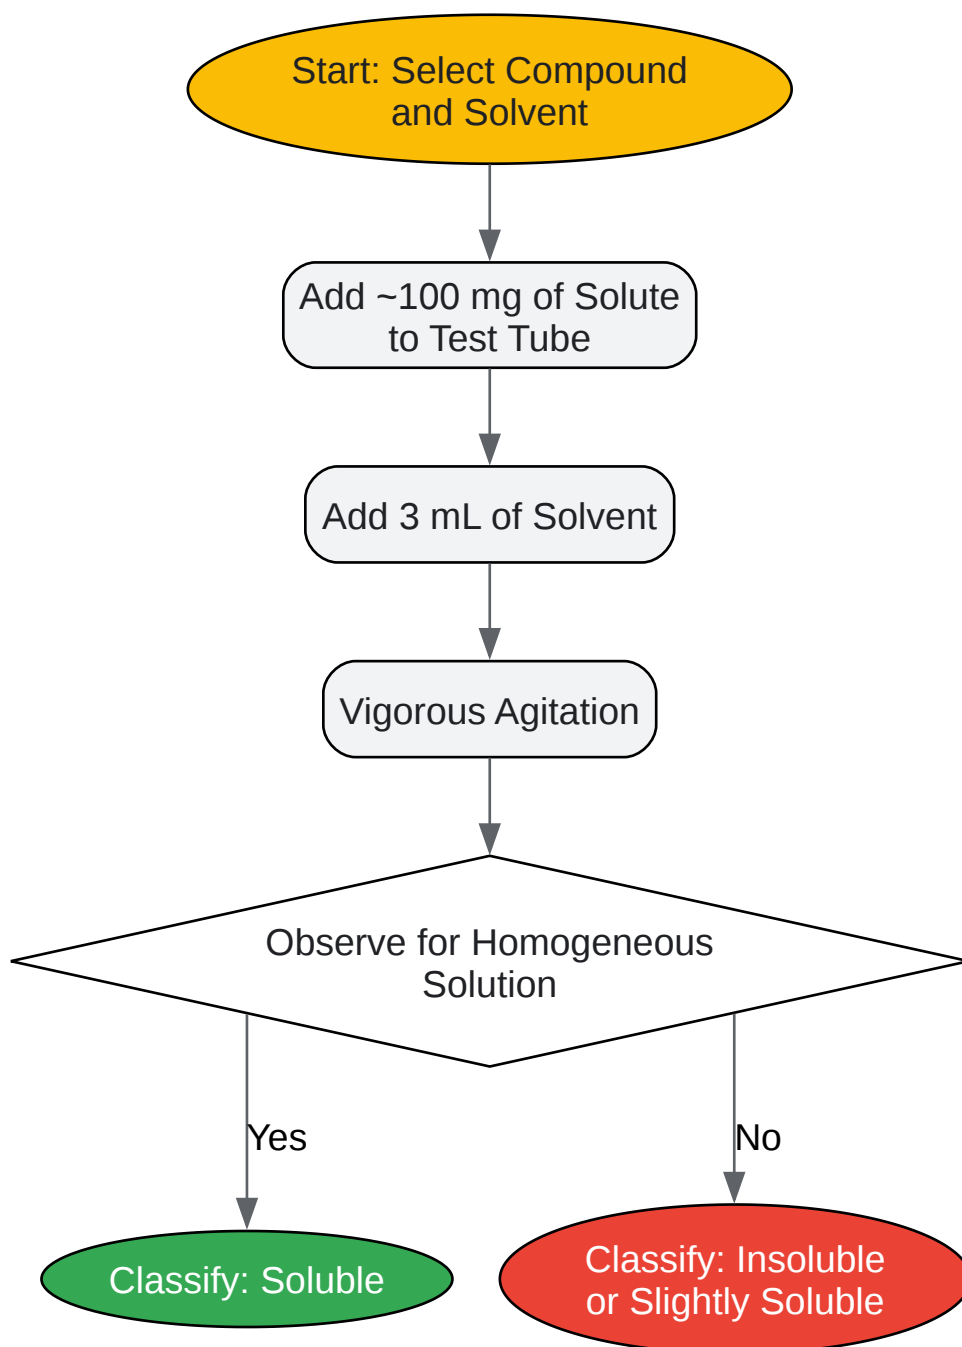 Start: Select Compound
and Solvent
Add ~100 mg of Solute
to Test Tube
Add 3 mL of Solvent
Vigorous Agitation
Observe for Homogeneous
Solution
Yes
No
Classify: Soluble
Classify: Insoluble
or Slightly Soluble